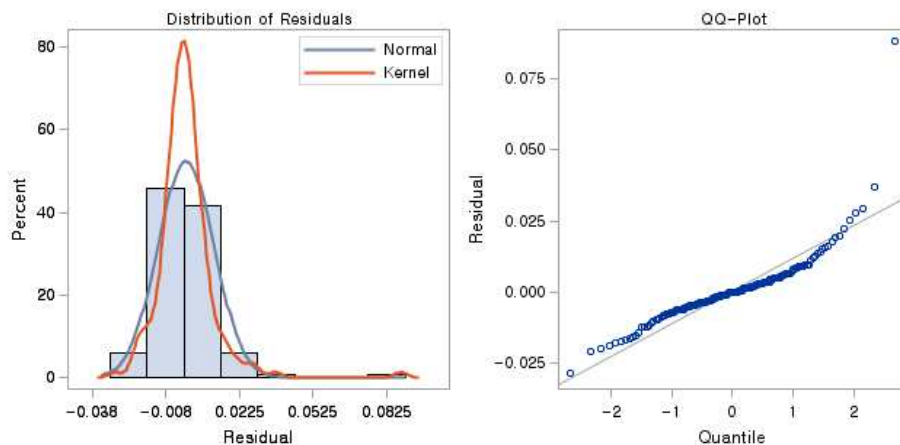 Distribution of Residuals
Normal
Kernel
80
60
40
20
0
Percent
-0.038 -0.008 0.0225 0.0525 0.0825
Residual
QQ-Plot
0.075
0.050
0.025
0.000
-0.025
Residual
-2 -1 0 1 2
Quantile